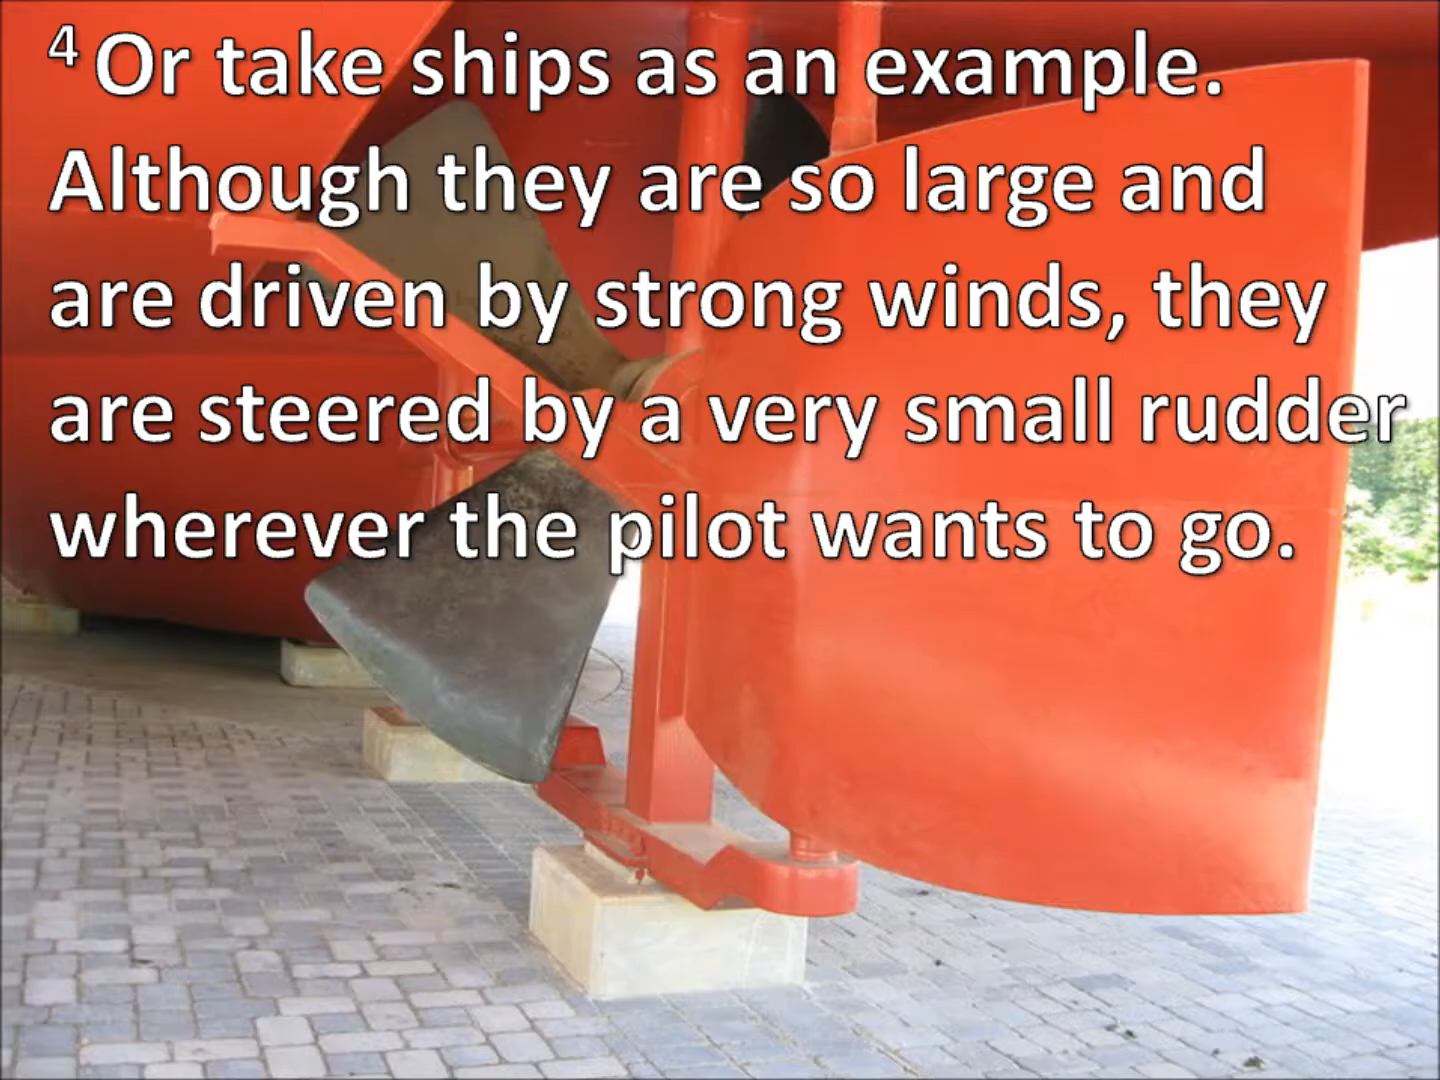 4 Or take ships as an example.
Although they are so large and
are driven by strong winds, they
are steered by a very small rudder
wherever the pilot wants to go.